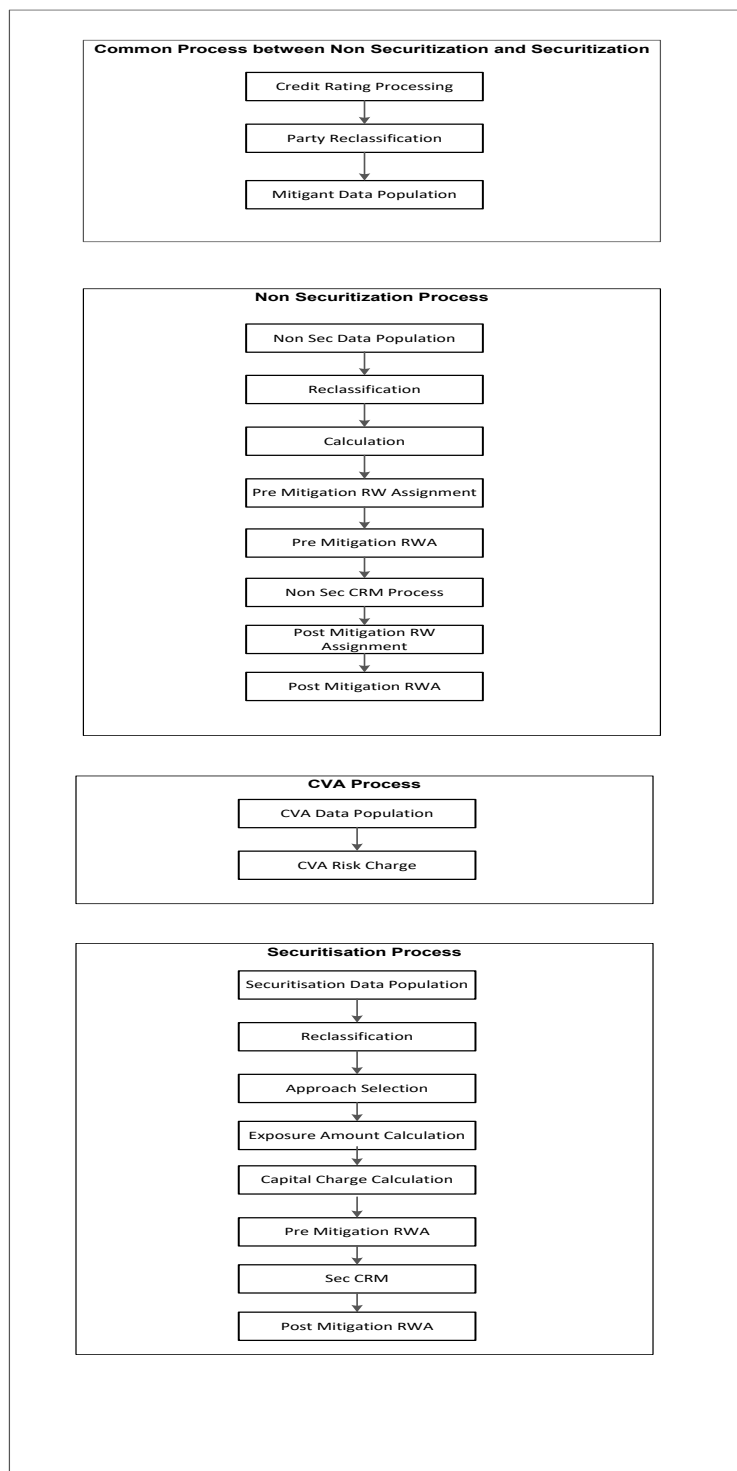 Common Process between Non Securitization and Securitization
Credit Rating Processing
Party Reclassification
Mitigant Data Population
Non Securitization Process
Non Sec Data Population
Reclassification
Calculation
Pre Mitigation RW Assignment
Pre Mitigation RWA
Non Sec CRM Process
Post Mitigation RW
Assignment
Post Mitigation RWA
CVA Process
CVA Data Population
CVA Risk Charge
Securitisation Process
Securitisation Data Population
Reclassification
Approach Selection
Exposure Amount Calculation
Capital Charge Calculation
Pre Mitigation RWA
Sec CRM
Post Mitigation RWA